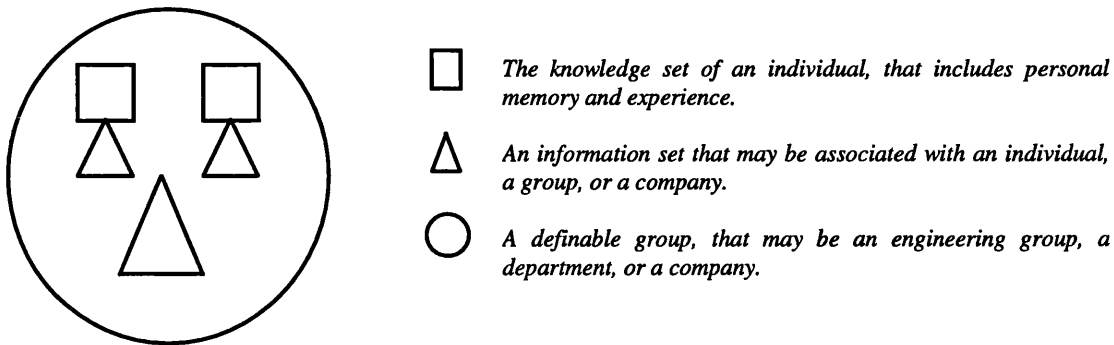 The knowledge set of an individual, that includes personal
memory and experience.
An information set that may be associated with an individual,
a group, or a company.
A definable group, that may be an engineering group, a
department, or a company.